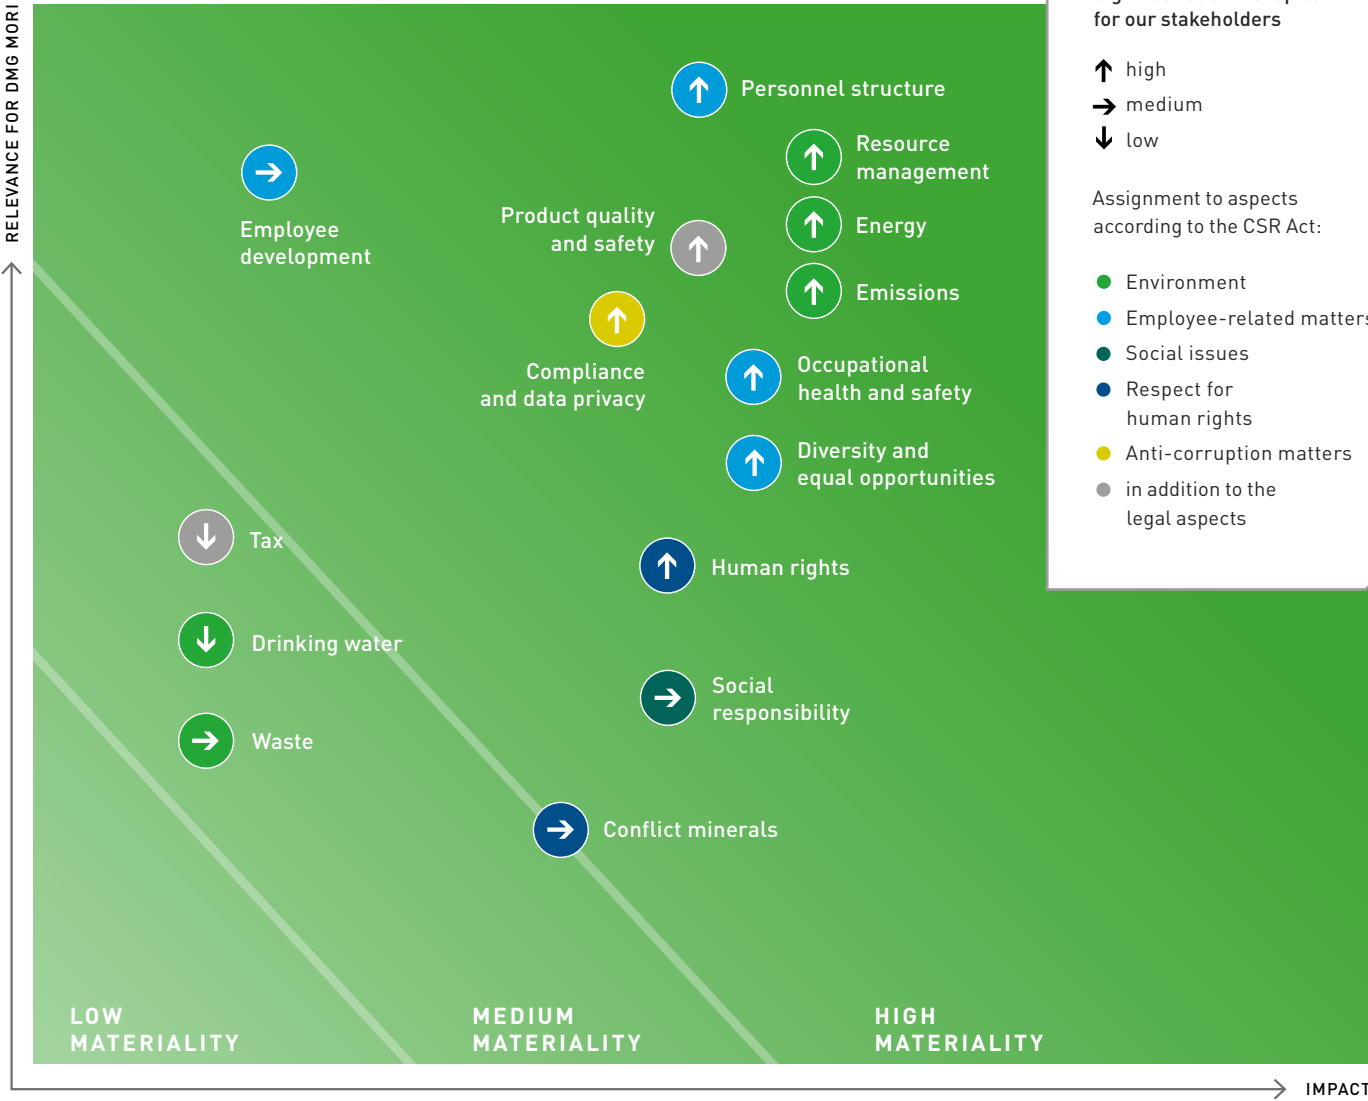 RELEVANCE FOR DMG MORI
for our stakeholders
high
medium
low
Assignment to aspects
according to the CSR Act:
Environment
Employee-related matters
Social issues
Respect for
human rights
Anti-corruption matters
in addition to the
legal aspects
Personnel structure
Resource
management
Employee
development
Product quality
and safety
Energy
Emissions
Compliance
and data privacy
Occupational
health and safety
Diversity and
equal opportunities
Tax
Human rights
Drinking water
Social
responsibility
Waste
Conflict minerals
LOW
MATERIALITY
MEDIUM
MATERIALITY
HIGH
MATERIALITY
IMPACT